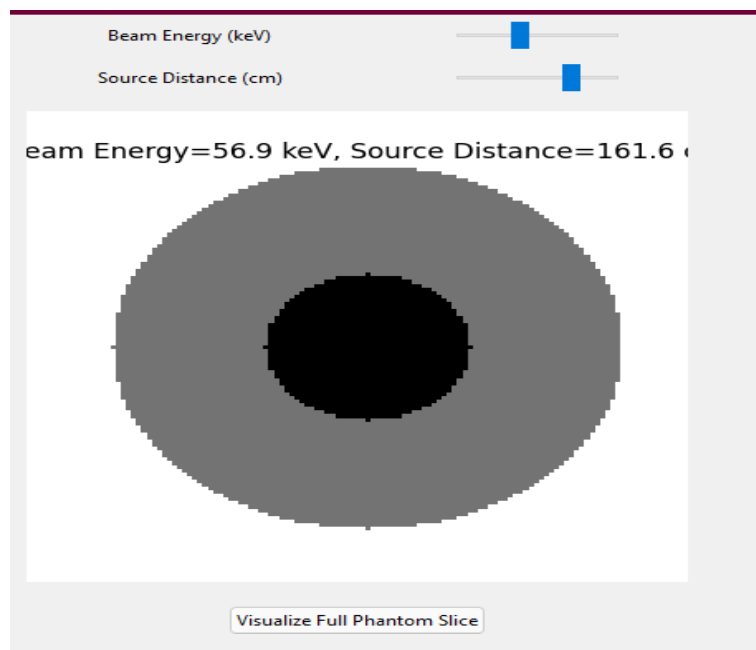 Beam Energy (keV)
Source Distance (cm)
eam Energy=56.9 keV, Source Distance=161.6
Visualize Full Phantom Slice